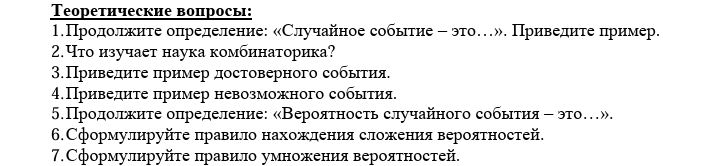 Теоретические вопросы:
1.Продолжите определение: «Случайное событие – это…». Приведите пример.
2.Что изучает наука комбинаторика?
3.Приведите пример достоверного события.
4.Приведите пример невозможного события.
5.Продолжите определение: «Вероятность случайного события – это…».
6.Сформулируйте правило нахождения сложения вероятностей.
7.Сформулируйте правило умножения вероятностей.